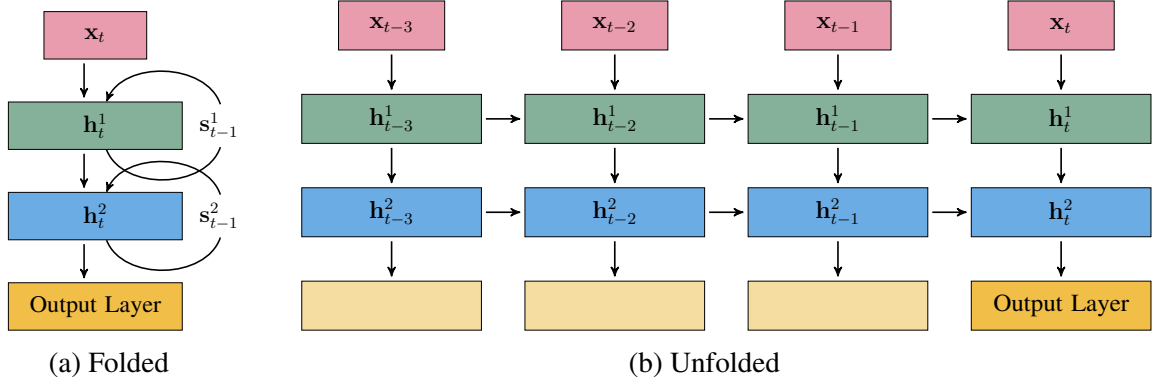 x_t
h_t^1
s_{t-1}^1
h_t^2
s_{t-1}^2
Output Layer
(a) Folded
x_{t-3} x_{t-2} x_{t-1} x_t
h_{t-3}^1 h_{t-2}^1 h_{t-1}^1 h_t^1
h_{t-3}^2 h_{t-2}^2 h_{t-1}^2 h_t^2
Output Layer
(b) Unfolded